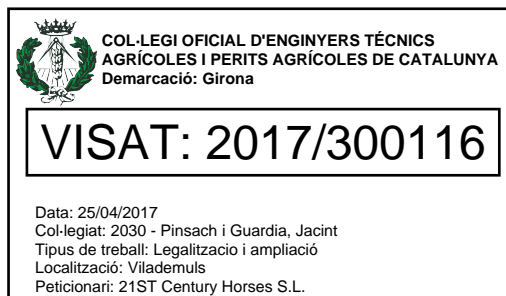 COL·LEGI OFICIAL D'ENGINYERS TÉCNICS
AGRÍCOLES I PERITS AGRÍCOLES DE CATALUNYA
Demarcació: Girona
VISAT: 2017/300116
Data: 25/04/2017
Col·legiat: 2030 - Pinsach i Guardia, Jacint
Tipus de treball: Legalitzacio i ampliació
Localització: Vilademuls
Peticionari: 21ST Century Horses S.L.